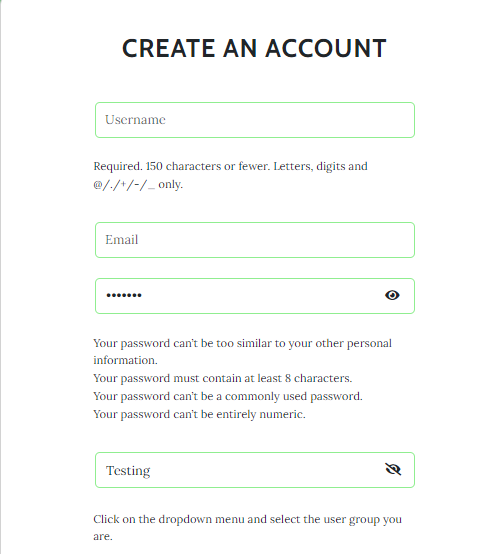 CREATE AN ACCOUNT
Username
Required. 150 characters or fewer. Letters, digits and
@/./+/-/_ only.
Email
•••••••
Your password can't be too similar to your other personal
information.
Your password must contain at least 8 characters.
Your password can't be a commonly used password.
Your password can't be entirely numeric.
Testing
Click on the dropdown menu and select the user group you
are.